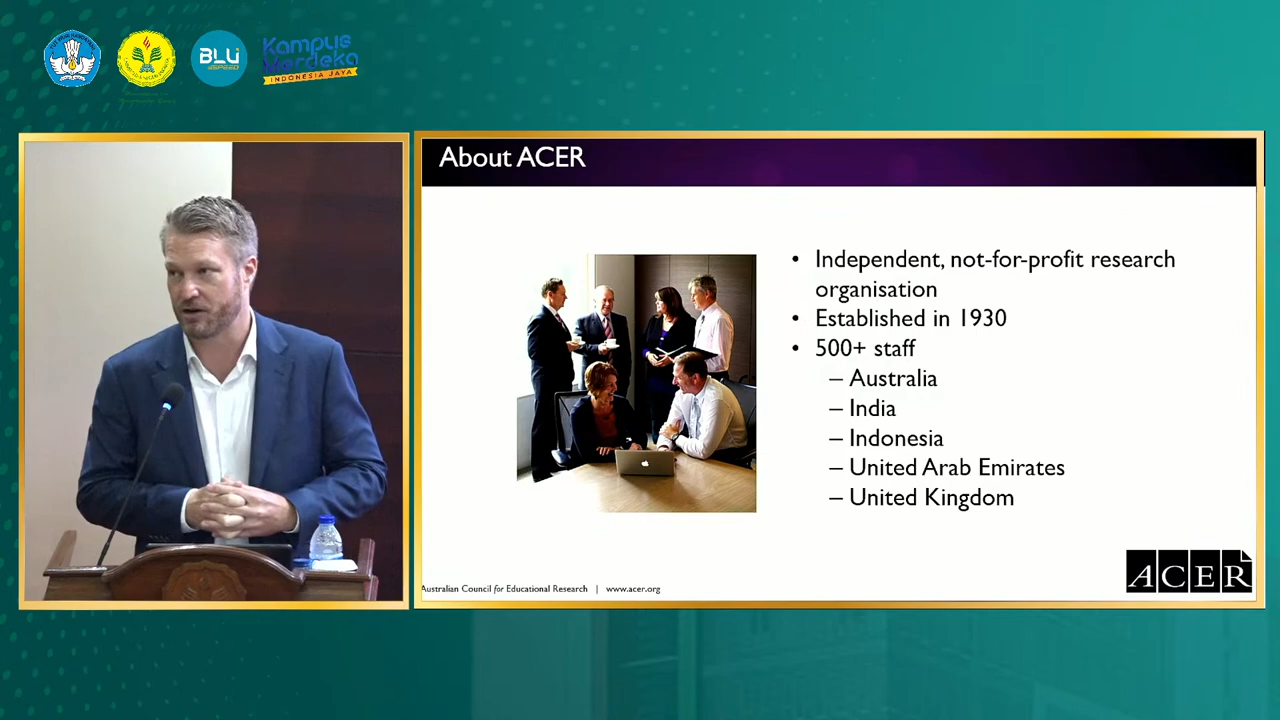 BLU
SPEED
Kampus
Merdeka
INDONESIA JAYA
About ACER
• Independent, not-for-profit research
organisation
• Established in 1930
• 500+ staff
– Australia
– India
– Indonesia
– United Arab Emirates
– United Kingdom
Australian Council for Educational Research | www.acer.org
ACER